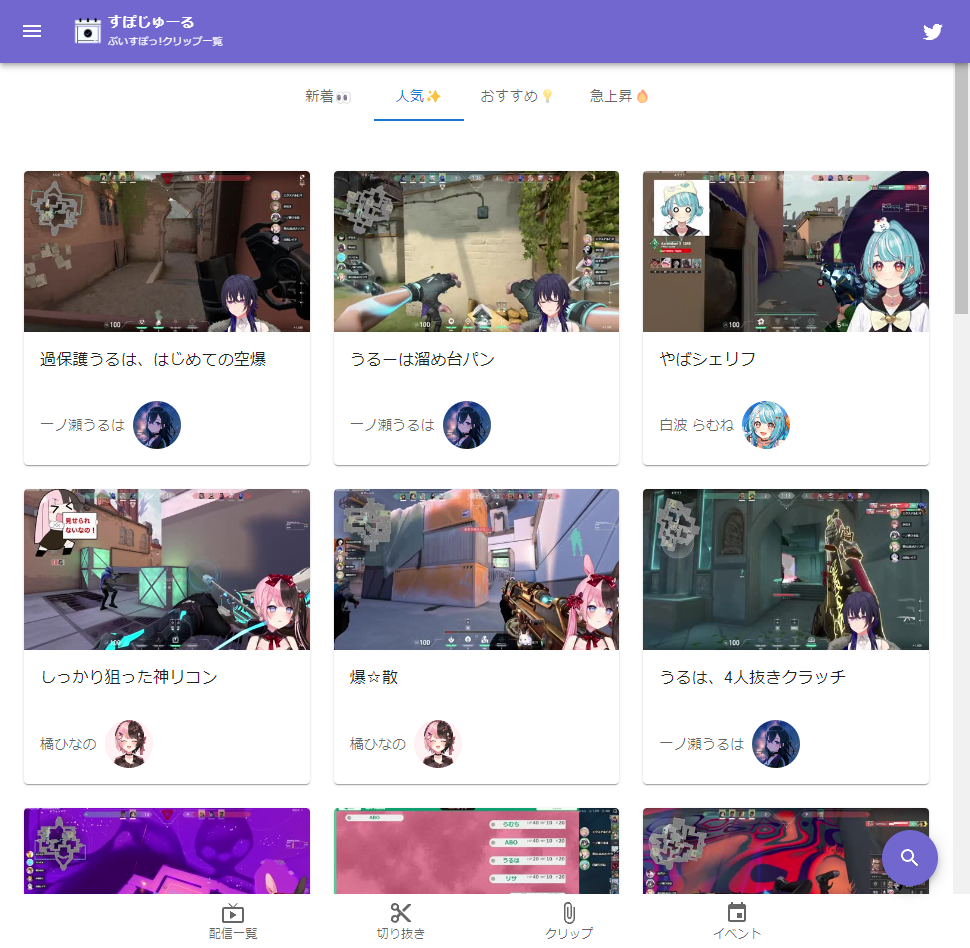 すぽじゅーる
ぶいすぽっ!クリップ一覧
新着👀
人気✨
おすすめ💡
急上昇🔥
過保護うるは、はじめての空爆
うるーは溜め台パン
やばシェリフ
一ノ瀬うるは
一ノ瀬うるは
白波 らむね
見せられ
ないなの！
しっかり狙った神リコン
爆☆散
うるは、4人抜きクラッチ
橘ひなの
橘ひなの
一ノ瀬うるは
ABO
らむち
ABO
うるは
リサ
配信一覧
切り抜き
クリップ
イベント